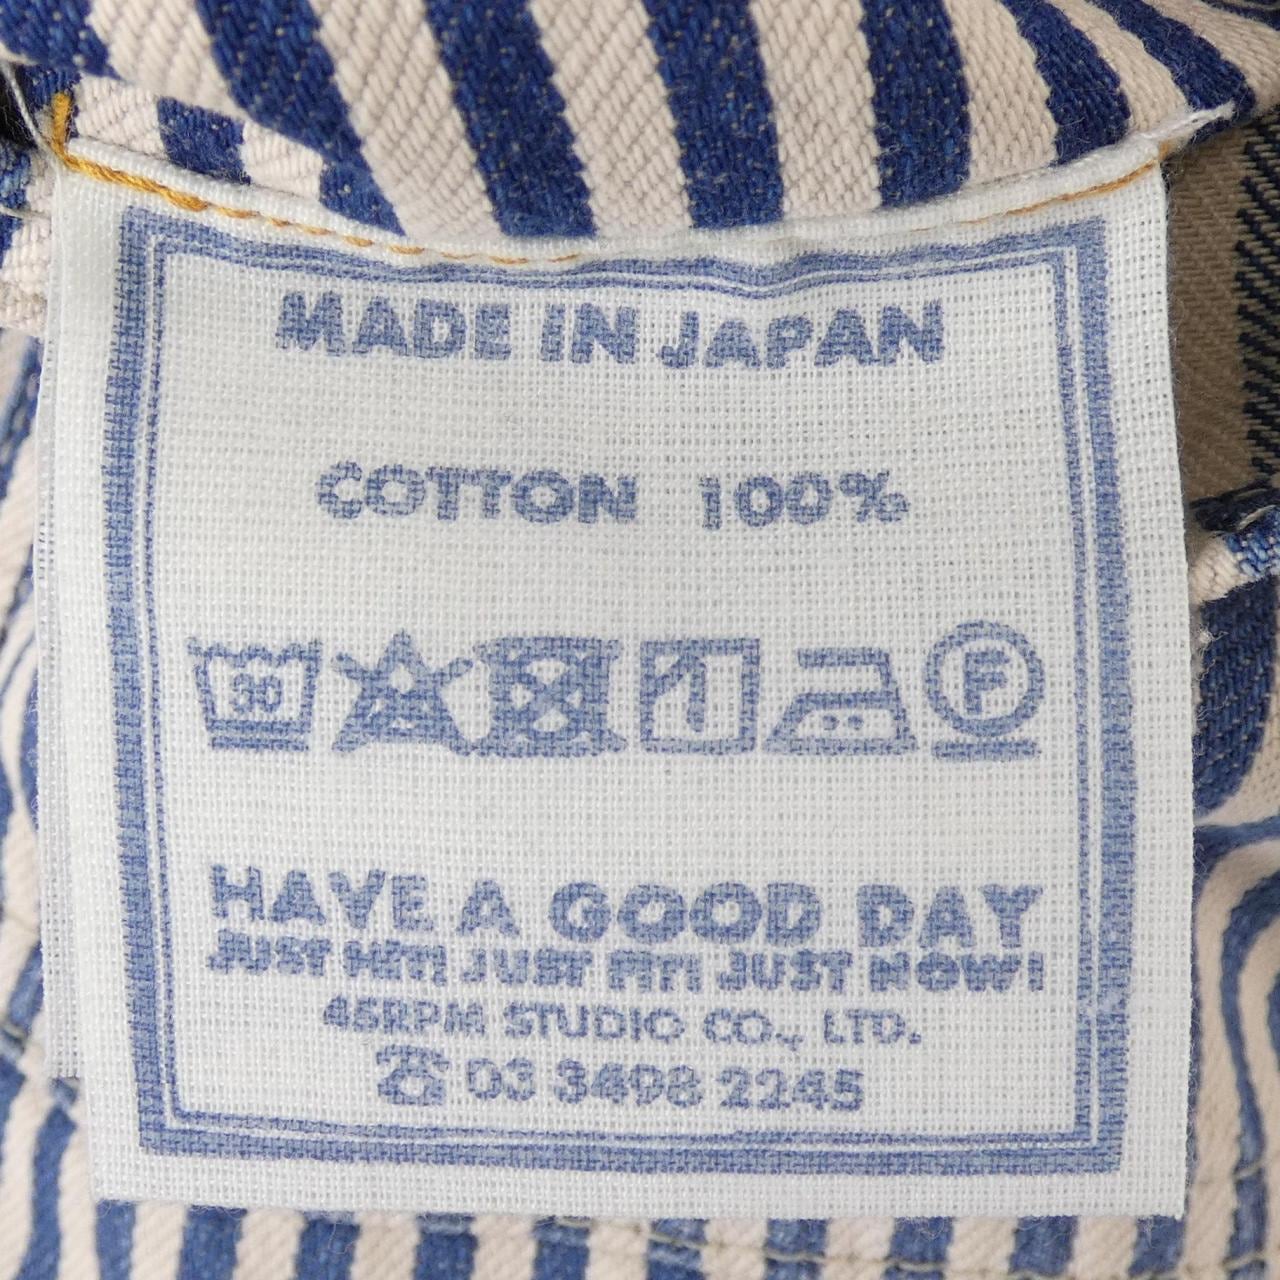 MADE IN JAPAN
COTTON 100%
30 F
HAVE A GOOD DAY
JUST HIT! JUST FIT! JUST NOW!
45RPM STUDIO CO., LTD.
☎ 03 3498 2245